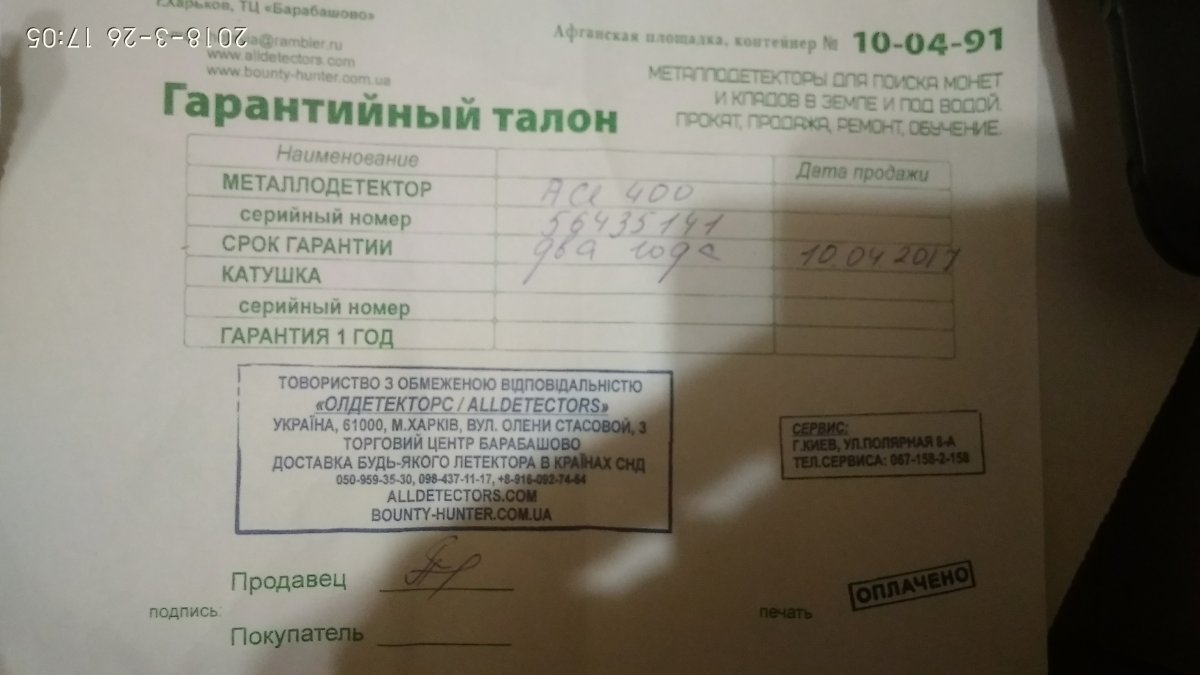 г.Харьков, ТЦ «Барабашово»
2018-3-26 17:05
Афганская площадка, контейнер № 10-04-91
@rambler.ru
www.alldetectors.com
www.bounty-hunter.com.ua
МЕТАЛЛОДЕТЕКТОРЫ ДЛЯ ПОИСКА МОНЕТ
И КЛАДОВ В ЗЕМЛЕ И ПОД ВОДОЙ.
ПРОКАТ, ПРОДАЖА, РЕМОНТ, ОБУЧЕНИЕ.
Гарантийный талон
Наименование Дата продажи
МЕТАЛЛОДЕТЕКТОР ACE 400
серийный номер 56435141
СРОК ГАРАНТИИ два года 10.04 2017
КАТУШКА
серийный номер
ГАРАНТИЯ 1 ГОД
ТОВОРИСТВО З ОБМЕЖЕНОЮ ВІДПОВІДАЛЬНІСТЮ
«ОЛДЕТЕКТОРС / ALLDETECTORS»
УКРАЇНА, 61000, М.ХАРКІВ, ВУЛ. ОЛЕНИ СТАСОВОЙ, 3
ТОРГОВИЙ ЦЕНТР БАРАБАШОВО
ДОСТАВКА БУДЬ-ЯКОГО ЛЕТЕКТОРА В КРАЇНАХ СНД
050-959-35-30, 098-437-11-17, +8-916-092-74-64
ALLDETECTORS.COM
BOUNTY-HUNTER.COM.UA
СЕРВИС:
Г.КИЕВ, УЛ.ПОЛЯРНАЯ 8-А
ТЕЛ.СЕРВИСА: 067-158-2-158
Продавец
подпись:
печать
ОПЛАЧЕНО
Покупатель